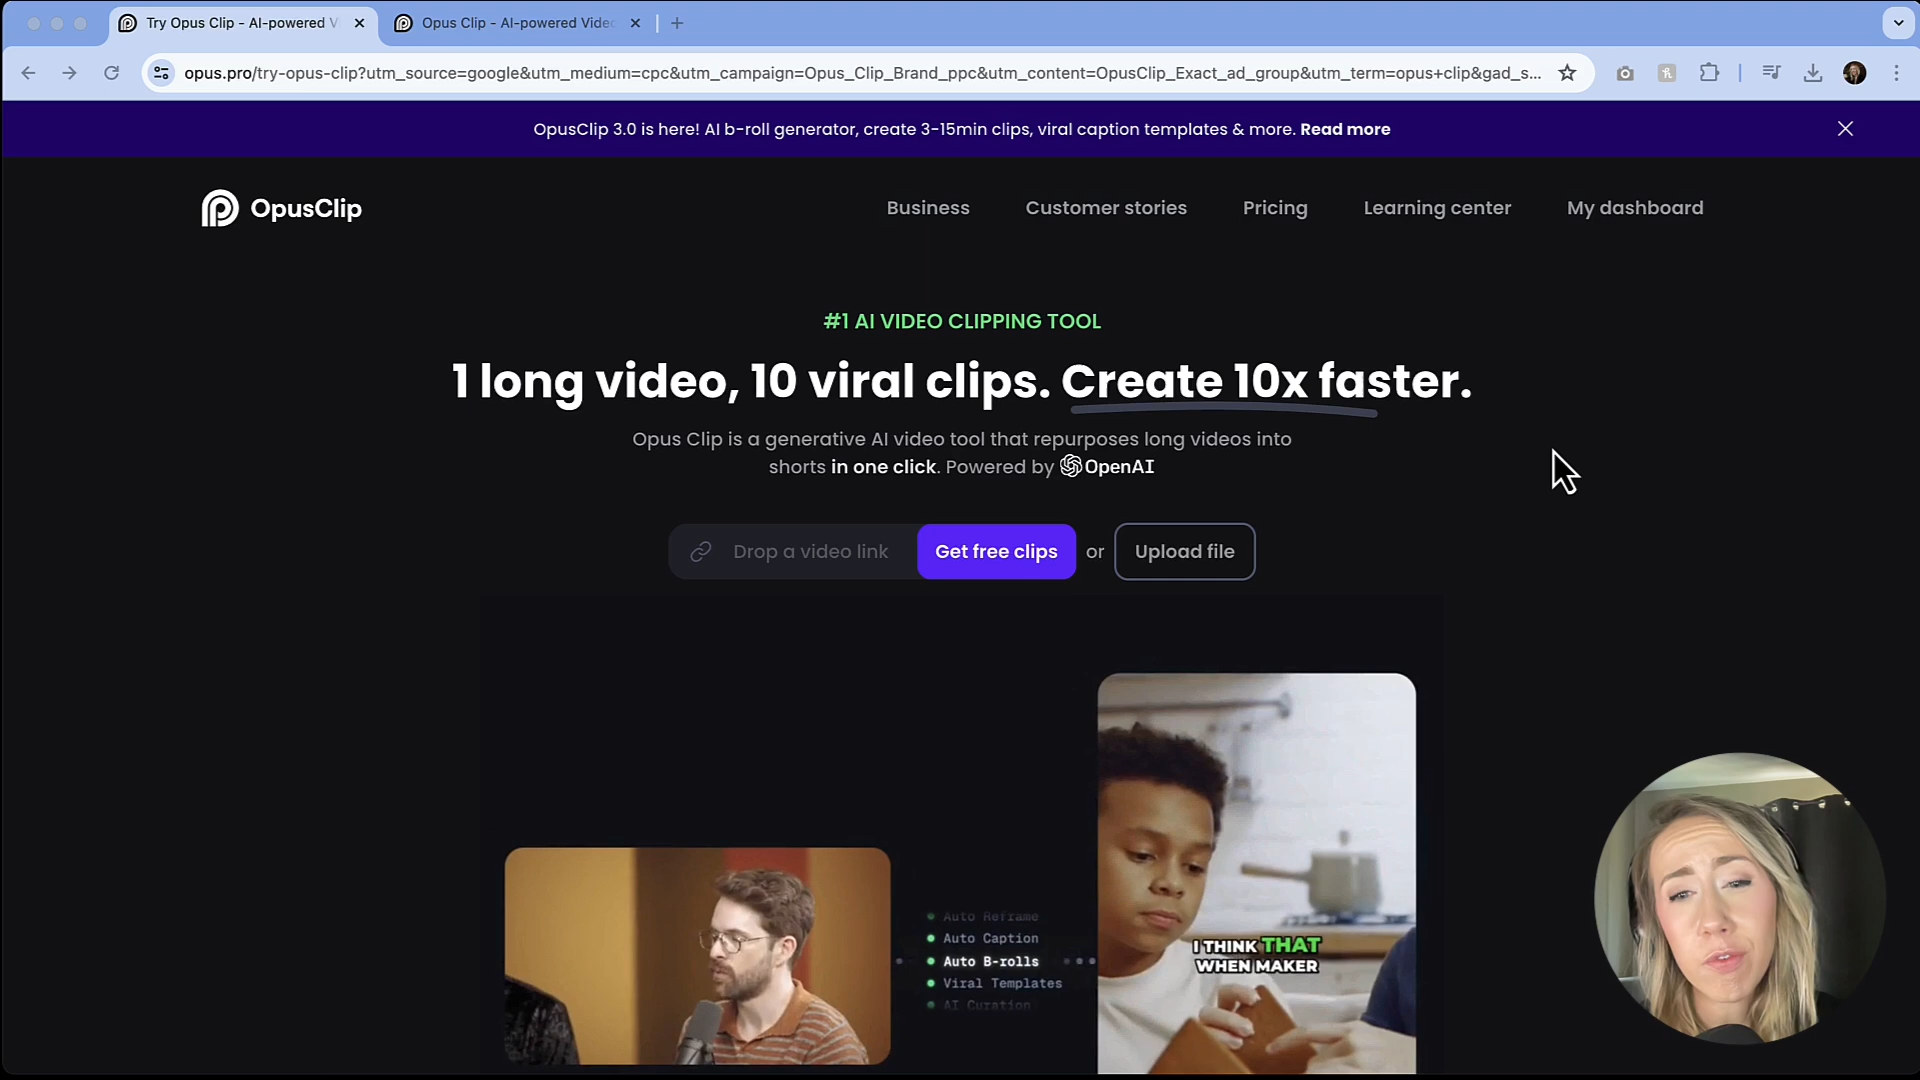 Try Opus Clip - AI-powered V
Opus Clip - AI-powered Vide
opus.pro/try-opus-clip?utm_source=google&utm_medium=cpc&utm_campaign=Opus_Clip_Brand_ppc&utm_content=OpusClip_Exact_ad_group&utm_term=opus+clip&gad_s...
OpusClip 3.0 is here! AI b-roll generator, create 3-15min clips, viral caption templates & more. Read more
OpusClip
Business
Customer stories
Pricing
Learning center
My dashboard
#1 AI VIDEO CLIPPING TOOL
1 long video, 10 viral clips. Create 10x faster.
Opus Clip is a generative AI video tool that repurposes long videos into
shorts in one click. Powered by OpenAI
Drop a video link
Get free clips
or
Upload file
Auto Reframe
Auto Caption
Auto B-rolls
Viral Templates
AI Curation
I THINK THAT
WHEN MAKER